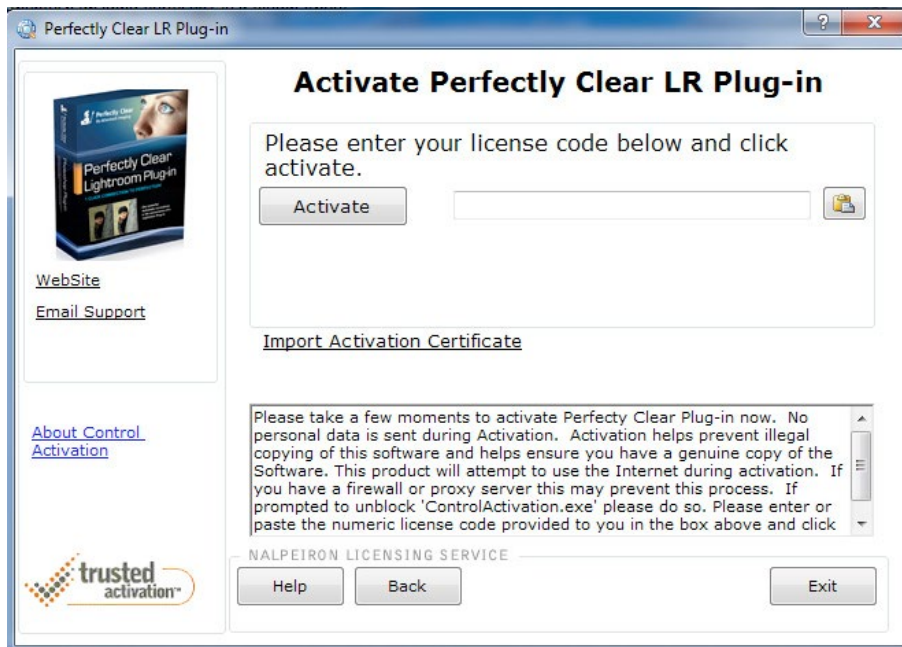 Perfectly Clear LR Plug-in
Activate Perfectly Clear LR Plug-in
Perfectly Clear
Lightroom Plug-in
WebSite
Email Support
About Control
Activation
trusted
activation™
Please enter your license code below and click
activate.
Activate
Import Activation Certificate
Please take a few moments to activate Perfecty Clear Plug-in now. No
personal data is sent during Activation. Activation helps prevent illegal
copying of this software and helps ensure you have a genuine copy of the
Software. This product will attempt to use the Internet during activation. If
you have a firewall or proxy server this may prevent this process. If
prompted to unblock 'ControlActivation.exe' please do so. Please enter or
paste the numeric license code provided to you in the box above and click
NALPEIRON LICENSING SERVICE
Help
Back
Exit